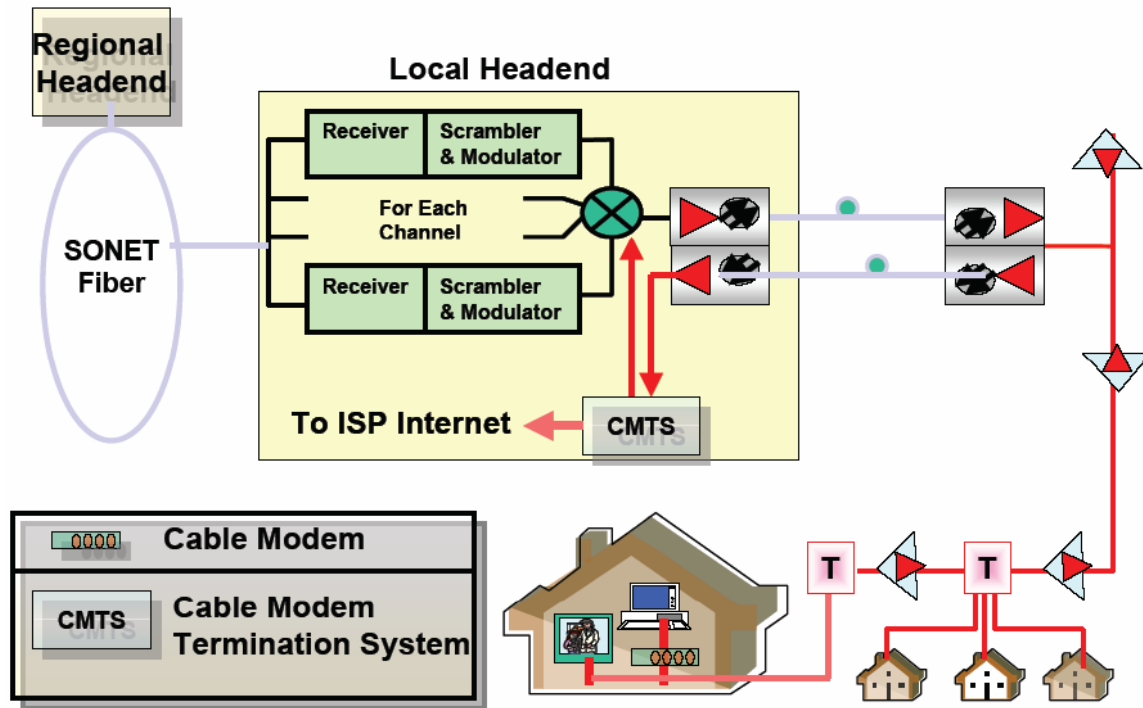 Regional
Headend
Local Headend
Receiver
Scrambler
& Modulator
For Each
Channel
SONET
Fiber
Receiver
Scrambler
& Modulator
To ISP Internet
CMTS
Cable Modem
CMTS
Cable Modem
Termination System
T
T